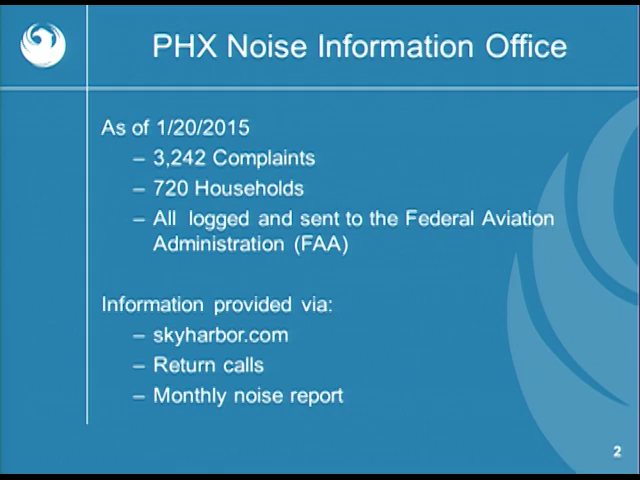 PHX Noise Information Office
As of 1/20/2015
– 3,242 Complaints
– 720 Households
– All logged and sent to the Federal Aviation
Administration (FAA)
Information provided via:
– skyharbor.com
– Return calls
– Monthly noise report
2